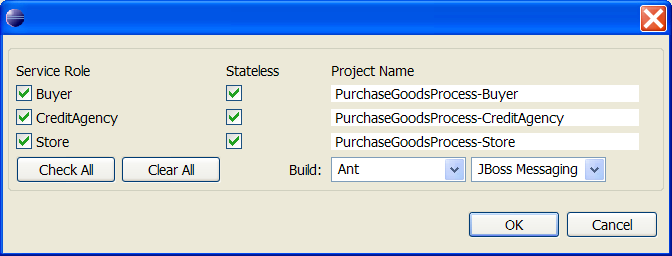 Service Role Stateless Project Name
Buyer PurchaseGoodsProcess-Buyer
CreditAgency PurchaseGoodsProcess-CreditAgency
Store PurchaseGoodsProcess-Store
Check All Clear All Build: Ant JBoss Messaging
OK Cancel